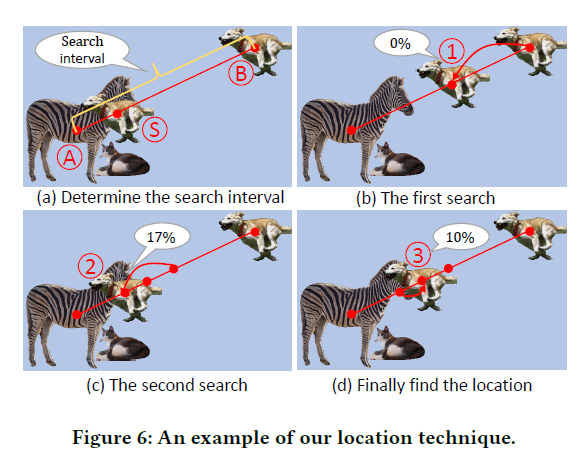 Search
interval
B
S
A
(a) Determine the search interval
0%
1
(b) The first search
17%
2
(c) The second search
10%
3
(d) Finally find the location
Figure 6: An example of our location technique.